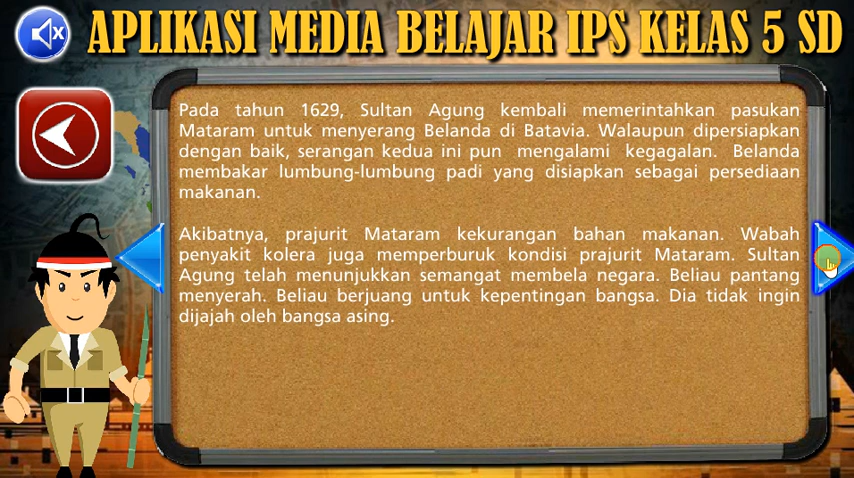 APLIKASI MEDIA BELAJAR IPS KELAS 5 SD
Pada tahun 1629, Sultan Agung kembali memerintahkan pasukan
Mataram untuk menyerang Belanda di Batavia. Walaupun dipersiapkan
dengan baik, serangan kedua ini pun mengalami kegagalan. Belanda
membakar lumbung-lumbung padi yang disiapkan sebagai persediaan
makanan.
Akibatnya, prajurit Mataram kekurangan bahan makanan. Wabah
penyakit kolera juga memperburuk kondisi prajurit Mataram. Sultan
Agung telah menunjukkan semangat membela negara. Beliau pantang
menyerah. Beliau berjuang untuk kepentingan bangsa. Dia tidak ingin
dijajah oleh bangsa asing.